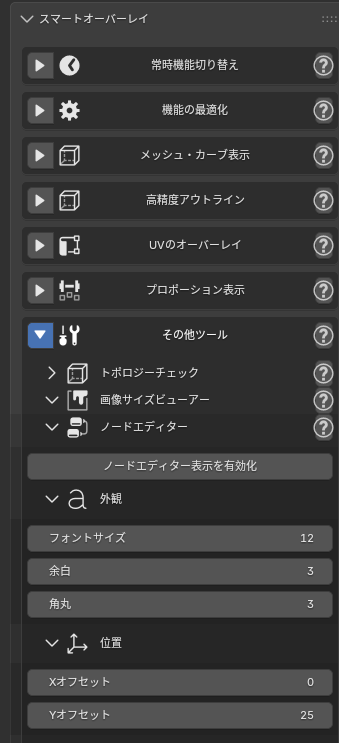 スマートオーバーレイ
常時機能切り替え
機能の最適化
メッシュ・カーブ表示
高精度アウトライン
UVのオーバーレイ
プロポーション表示
その他ツール
トポロジーチェック
画像サイズビューアー
ノードエディター
ノードエディター表示を有効化
外観
フォントサイズ 12
余白 3
角丸 3
位置
Xオフセット 0
Yオフセット 25